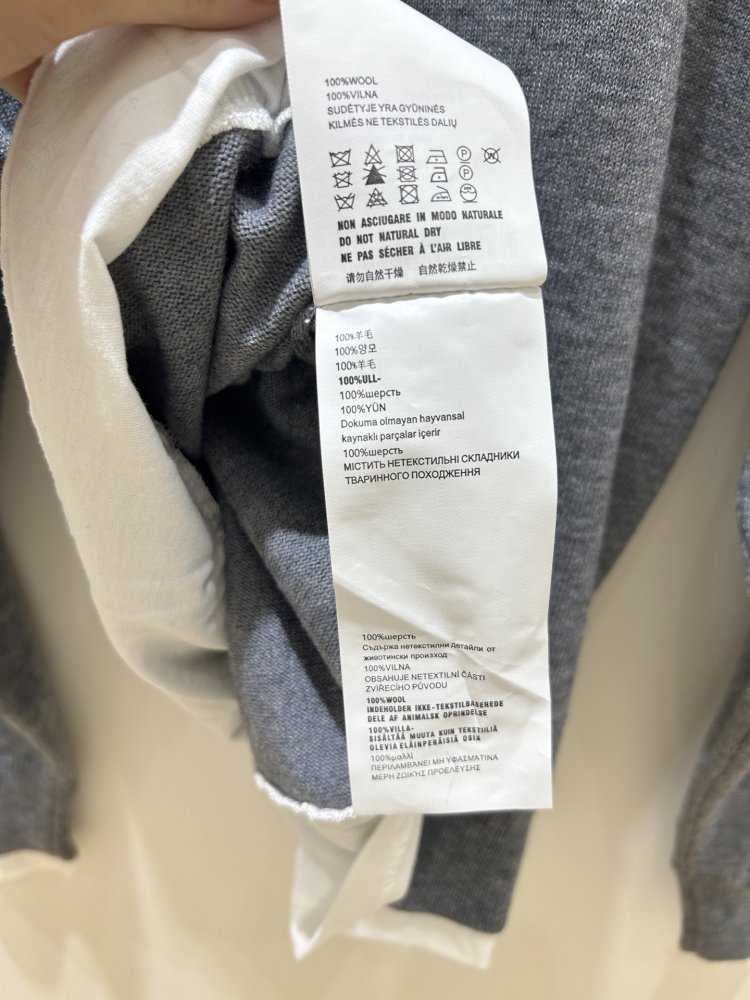 100%WOOL
100%VILNA
SUDĖTYJE YRA GYŪNINĖS
KILMĖS NE TEKSTILĖS DALIŲ
NON ASCIUGARE IN MODO NATURALE
DO NOT NATURAL DRY
NE PAS SÉCHER À L'AIR LIBRE
请勿自然干燥 自然乾燥禁止
100%羊毛
100%양모
100%羊毛
100%ULL-
100%шерсть
100%YÜN
Dokuma olmayan hayvansal
kaynaklı parçalar içerir
100%шерсть
МІСТИТЬ НЕТЕКСТИЛЬНІ СКЛАДНИКИ
ТВАРИННОГО ПОХОДЖЕННЯ
100%шерсть
Съдържа нетекстилни детайли от
животински произход
100%VLNA
OBSAHUJE NETEXTILNÍ ČÁSTI
ZVÍŘECÍHO PŮVODU
100%WOOL
INDEHOLDER IKKE-TEKSTILBASEREDE
DELE AF ANIMALSK OPRINDELSE
100%VILLA-
SISÄLTÄÄ MUUTA KUIN TEKSTIILIÄ
OLEVIA ELÄINPERÄISIÄ OSIA
100%μαλλί
ΠΕΡΙΛΑΜΒΑΝΕΙ ΜΗ ΥΦΑΣΜΑΤΙΝΑ
ΜΕΡΗ ΖΩΙΚΗΣ ΠΡΟΕΛΕΥΣΗΣ